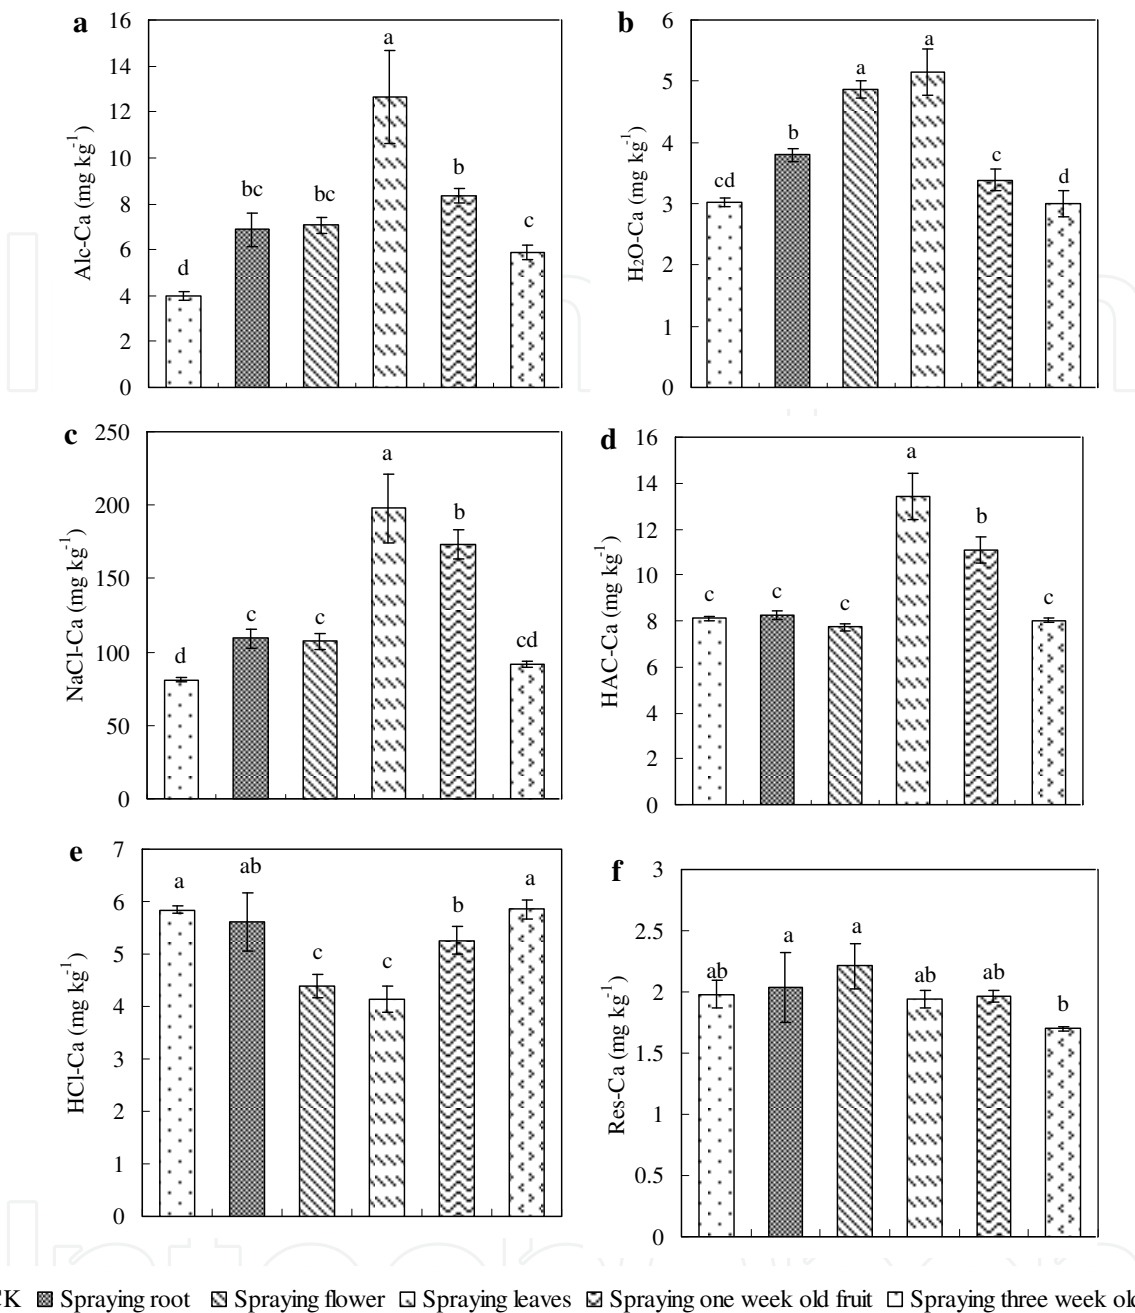 a
16
14
12
10
8
6
4
2
0
Alc-Ca (mg kg-1)
d
bc
bc
a
b
c
b
6
5
4
3
2
1
0
H2O-Ca (mg kg-1)
cd
b
a
a
c
d
c
250
200
150
100
50
0
NaCl-Ca (mg kg-1)
d
c
c
a
b
cd
d
16
14
12
10
8
6
4
2
0
HAC-Ca (mg kg-1)
c
c
c
a
b
c
e
7
6
5
4
3
2
1
0
HCl-Ca (mg kg-1)
a
ab
c
c
b
a
f
3
2.5
2
1.5
1
0.5
0
Res-Ca (mg kg-1)
ab
a
a
ab
ab
b
K Spraying root Spraying flower Spraying leaves Spraying one week old fruit Spraying three week ol